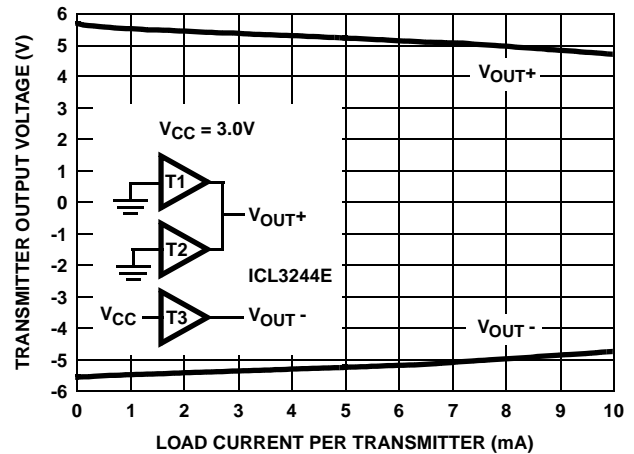 TRANSMITTER OUTPUT VOLTAGE (V)
6
5
4
3
2
1
0
-1
-2
-3
-4
-5
-6
VOUT+
VCC = 3.0V
T1
VOUT+
T2
ICL3244E
VCC
T3
VOUT -
VOUT -
0 1 2 3 4 5 6 7 8 9 10
LOAD CURRENT PER TRANSMITTER (mA)